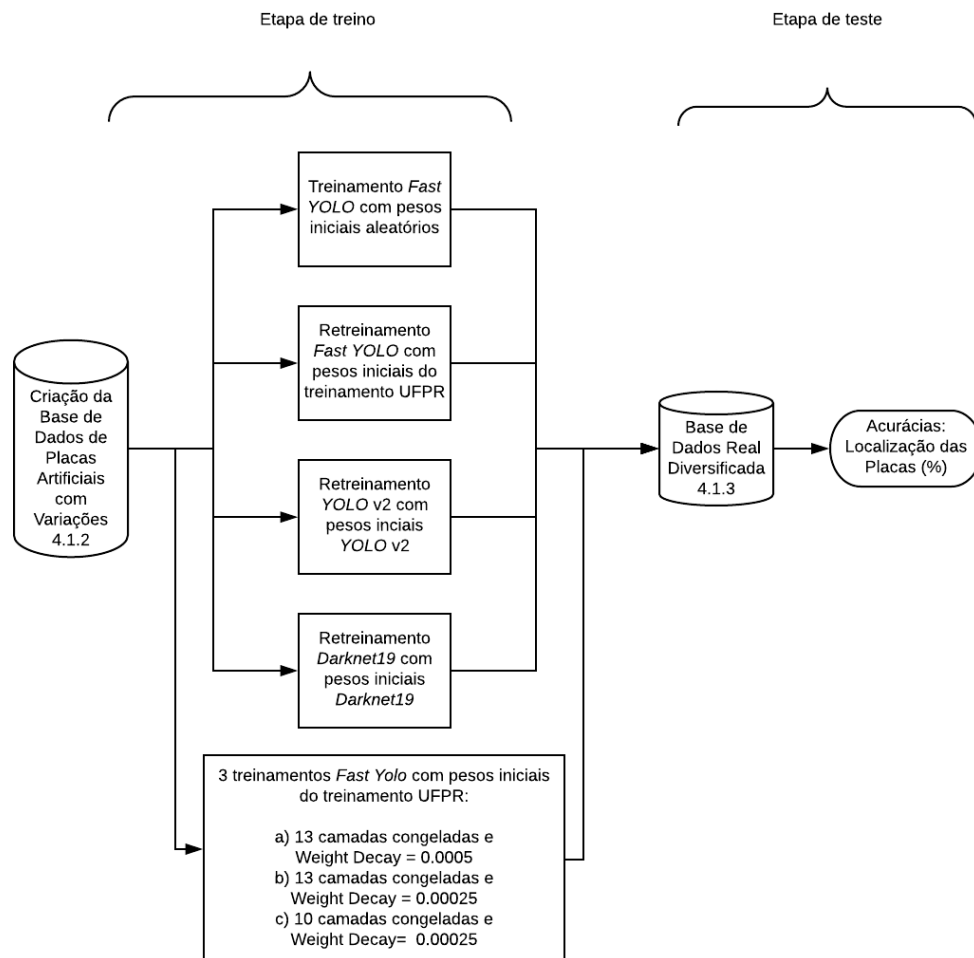 Etapa de treino
Etapa de teste
Treinamento Fast
YOLO com pesos
iniciais aleatórios
Retreinamento
Fast YOLO com
pesos iniciais do
treinamento UFPR
Criação da
Base de
Dados de
Placas
Artificiais
com
Variações
4.1.2
Retreinamento
YOLO v2 com
pesos inciais
YOLO v2
Retreinamento
Darknet19 com
pesos iniciais
Darknet19
3 treinamentos Fast Yolo com pesos iniciais
do treinamento UFPR:
a) 13 camadas congeladas e
Weight Decay = 0.0005
b) 13 camadas congeladas e
Weight Decay = 0.00025
c) 10 camadas congeladas e
Weight Decay= 0.00025
Base de
Dados Real
Diversificada
4.1.3
Acurácias:
Localização das
Placas (%)